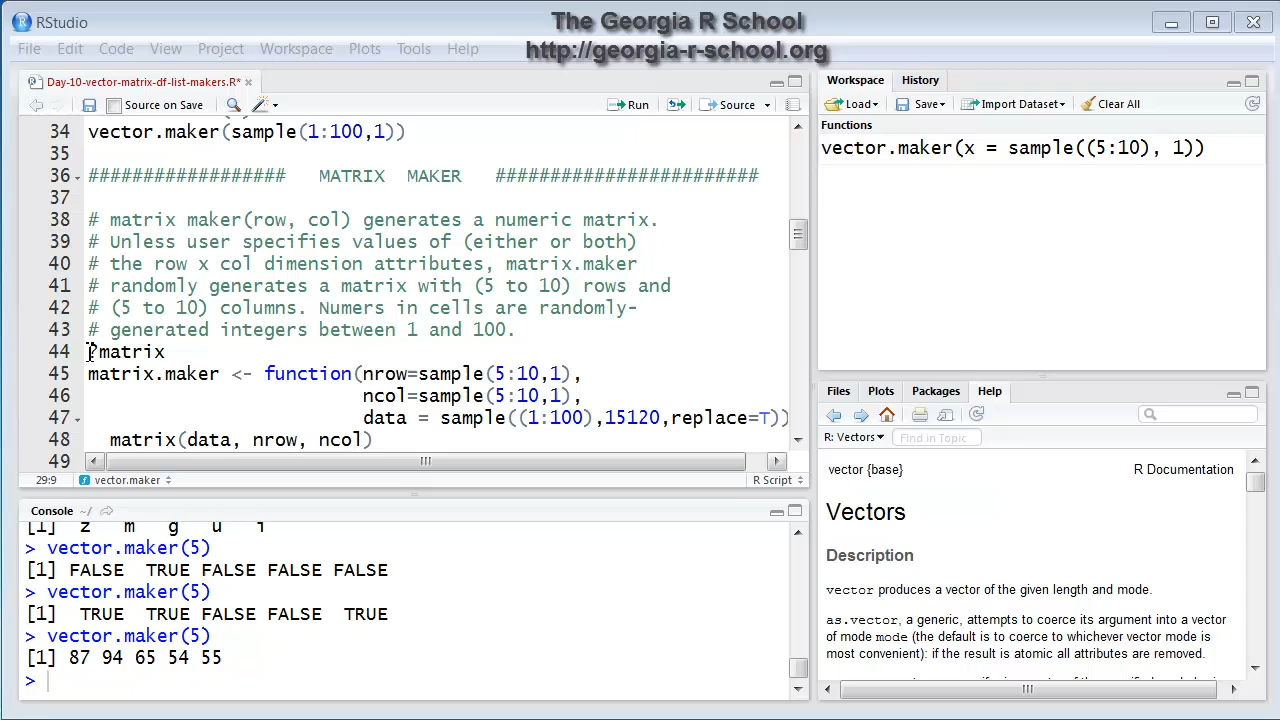 RStudio
The Georgia R School
http://georgia-r-school.org
File Edit Code View Project Workspace Plots Tools Help
Day-10-vector-matrix-df-list-makers.R* ×
Source on Save Run Source
34 vector.maker(sample(1:100,1))
35
36 ################## MATRIX MAKER ########################
37
38 # matrix maker(row, col) generates a numeric matrix.
39 # Unless user specifies values of (either or both)
40 # the row x col dimension attributes, matrix.maker
41 # randomly generates a matrix with (5 to 10) rows and
42 # (5 to 10) columns. Numers in cells are randomly-
43 # generated integers between 1 and 100.
44 ?matrix
45 matrix.maker <- function(nrow=sample(5:10,1),
46 ncol=sample(5:10,1),
47 data = sample((1:100),15120,replace=T))
48 matrix(data, nrow, ncol)
49
29:9 vector.maker R Script
Console ~/
[1] z m g u i
> vector.maker(5)
[1] FALSE TRUE FALSE FALSE FALSE
> vector.maker(5)
[1] TRUE TRUE FALSE FALSE TRUE
> vector.maker(5)
[1] 87 94 65 54 55
>
Workspace History
Load Save Import Dataset Clear All
Functions
vector.maker(x = sample((5:10), 1))
Files Plots Packages Help
R: Vectors Find in Topic
vector {base} R Documentation
Vectors
Description
vector produces a vector of the given length and mode.
as.vector, a generic, attempts to coerce its argument into a vector
of mode mode (the default is to coerce to whichever vector mode is
most convenient): if the result is atomic all attributes are removed.